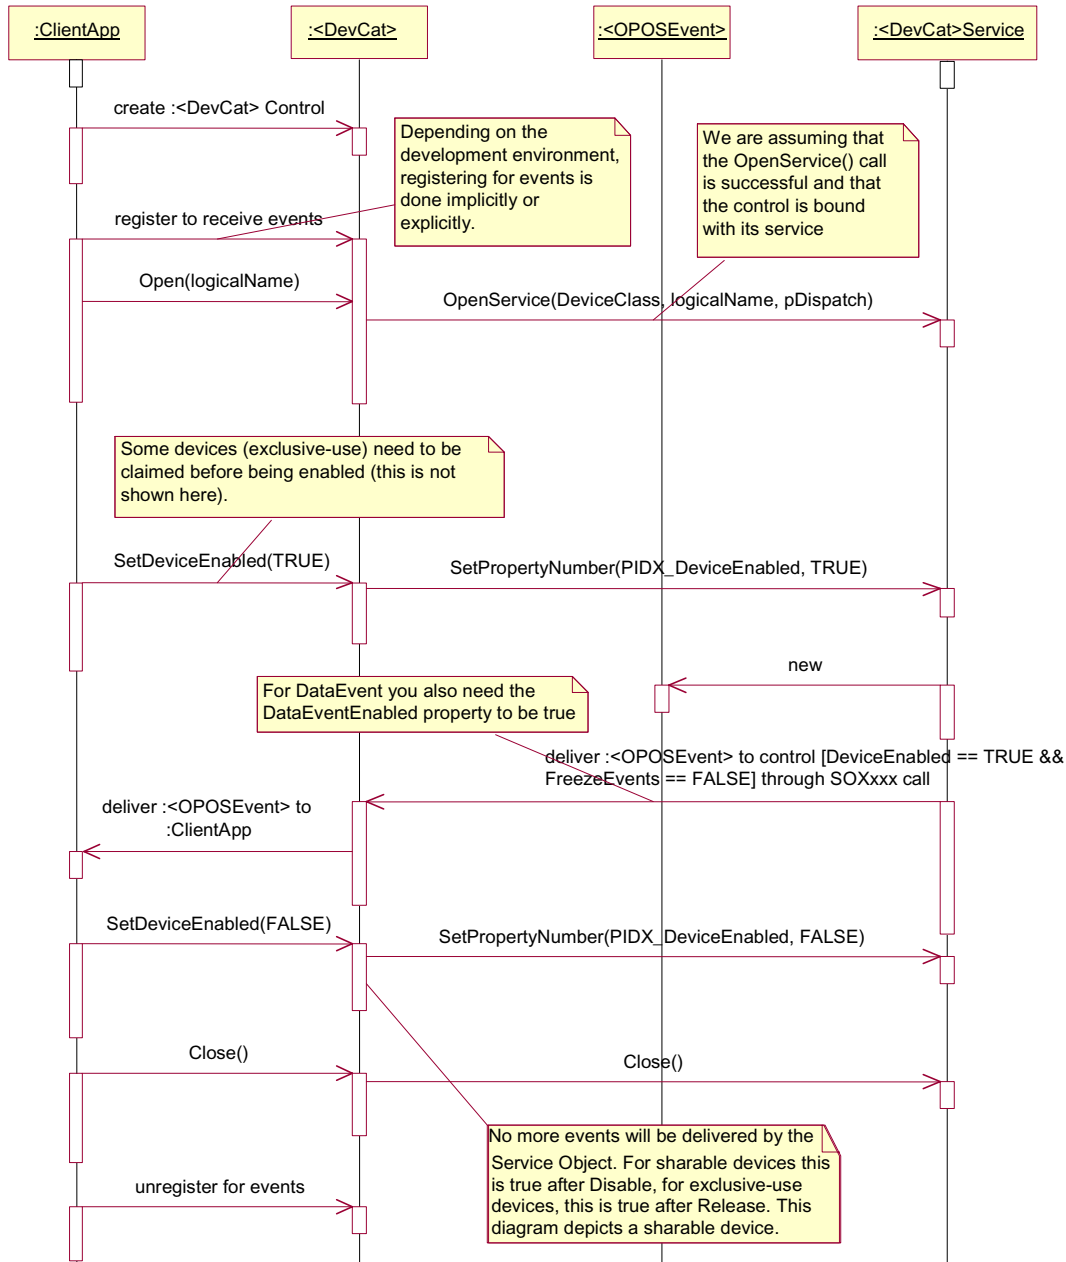 :ClientApp
:<DevCat>
:<OPOSEvent>
:<DevCat>Service
create :<DevCat> Control
Depending on the
development environment,
registering for events is
done implicitly or
explicitly.
We are assuming that
the OpenService() call
is successful and that
the control is bound
with its service
register to receive events
Open(logicalName)
OpenService(DeviceClass, logicalName, pDispatch)
Some devices (exclusive-use) need to be
claimed before being enabled (this is not
shown here).
SetDeviceEnabled(TRUE)
SetPropertyNumber(PIDX_DeviceEnabled, TRUE)
new
For DataEvent you also need the
DataEventEnabled property to be true
deliver :<OPOSEvent> to control [DeviceEnabled == TRUE &&
FreezeEvents == FALSE] through SOXxxx call
deliver :<OPOSEvent> to
:ClientApp
SetDeviceEnabled(FALSE)
SetPropertyNumber(PIDX_DeviceEnabled, FALSE)
Close()
Close()
No more events will be delivered by the
Service Object. For sharable devices this
is true after Disable, for exclusive-use
devices, this is true after Release. This
diagram depicts a sharable device.
unregister for events